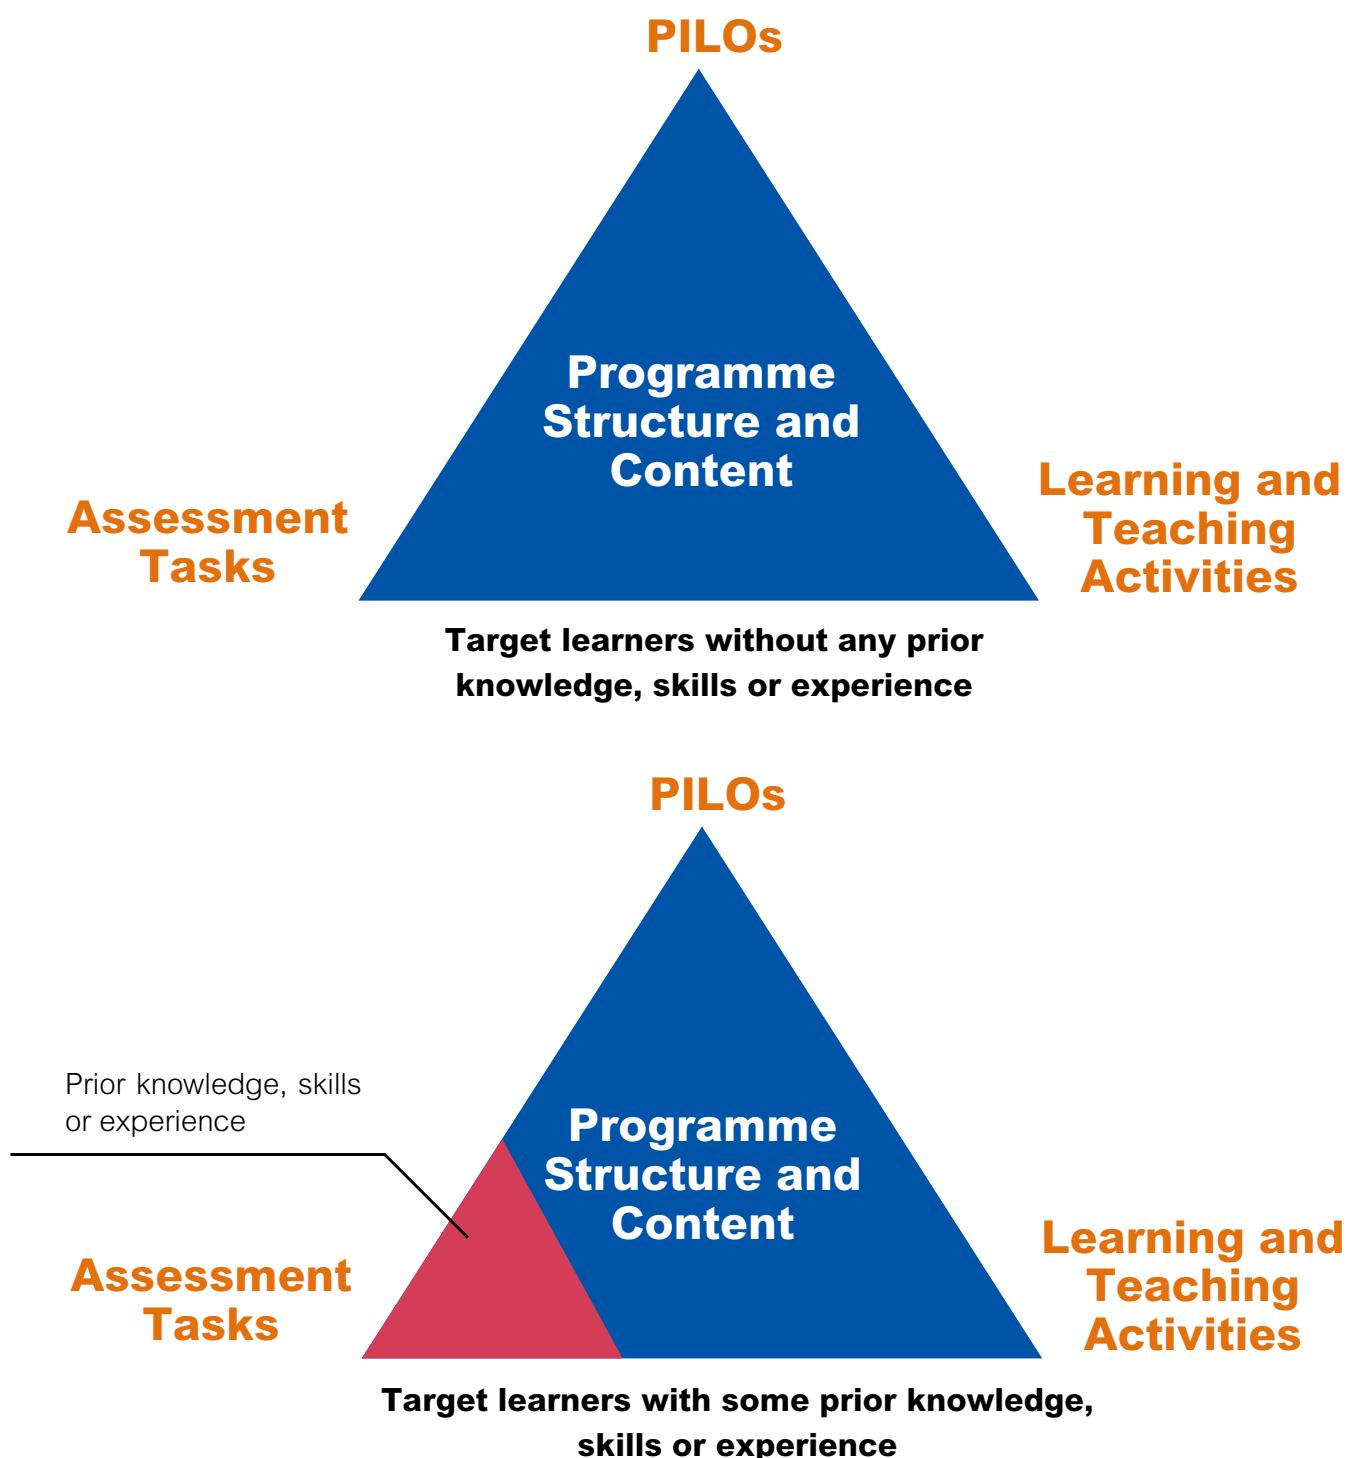 PILOs
Programme
Structure and
Content
Assessment
Tasks
Learning and
Teaching
Activities
Target learners without any prior
knowledge, skills or experience
PILOs
Prior knowledge, skills
or experience
Programme
Structure and
Content
Assessment
Tasks
Learning and
Teaching
Activities
Target learners with some prior knowledge,
skills or experience